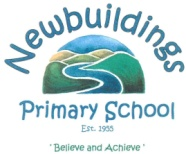 Newbuildings
Primary School
Est. 1955
' Believe and Achieve '